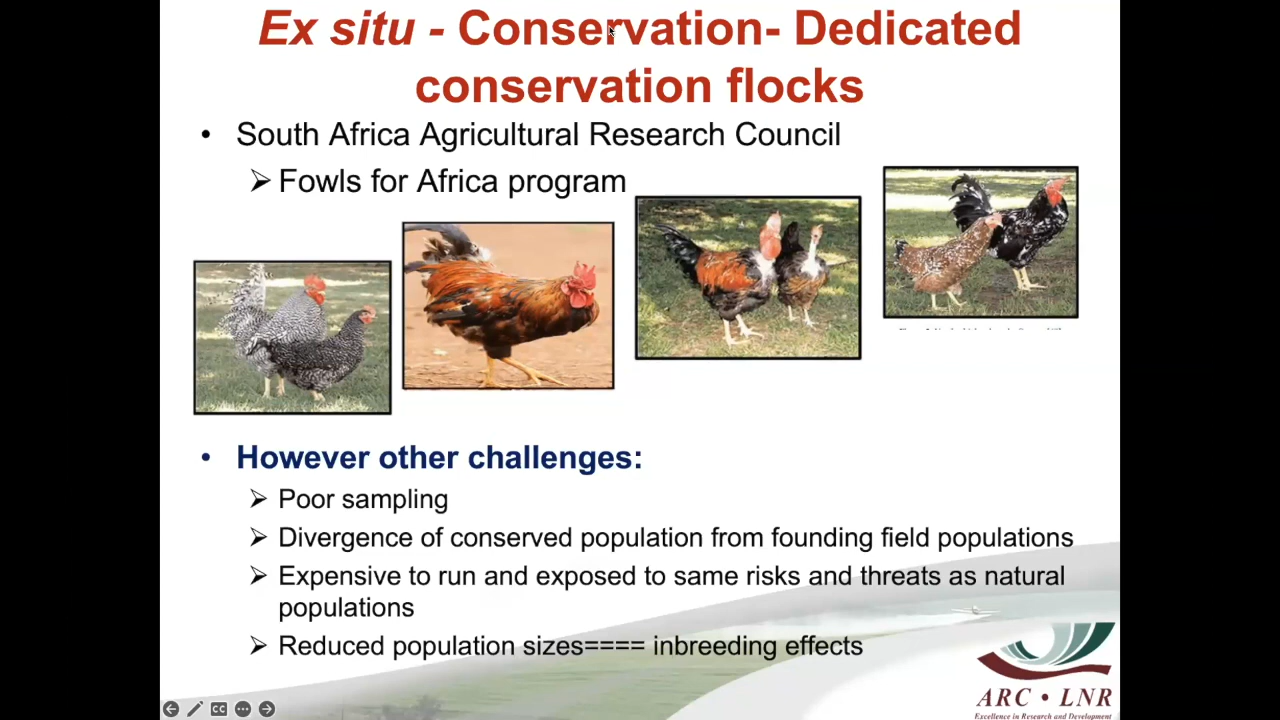 Ex situ - Conservation- Dedicated
conservation flocks
• South Africa Agricultural Research Council
➢ Fowls for Africa program
• However other challenges:
➢ Poor sampling
➢ Divergence of conserved population from founding field populations
➢ Expensive to run and exposed to same risks and threats as natural
populations
➢ Reduced population sizes==== inbreeding effects
ARC • LNR
Excellence in Research and Development
CC